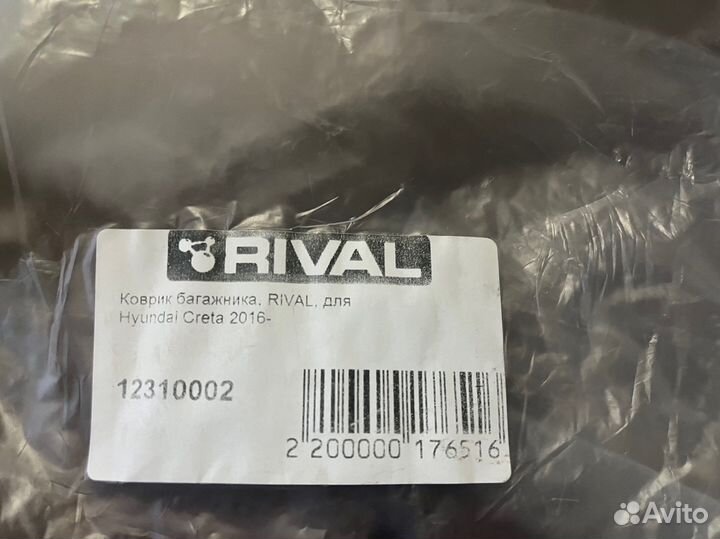 RIVAL
Коврик багажника, RIVAL, для
Hyundai Creta 2016-
12310002
2 200000 176516
Avito